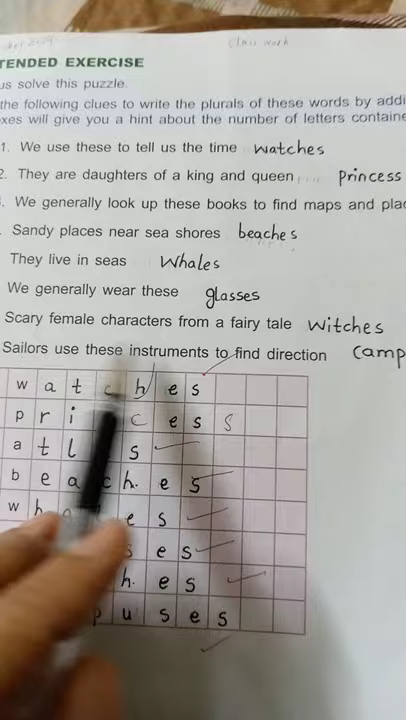 Class work
TENDED EXERCISE
us solve this puzzle.
the following clues to write the plurals of these words by addi
xes will give you a hint about the number of letters containe
1. We use these to tell us the time watches
2. They are daughters of a king and queen princess
. We generally look up these books to find maps and plac
. Sandy places near sea shores beaches
They live in seas Whales
We generally wear these glasses
Scary female characters from a fairy tale witches
Sailors use these instruments to find direction Camp
w a t c h e s
p r i c e s s
a t l s
b e a c h e s
w h e s
s e s
h e s
p u s e s